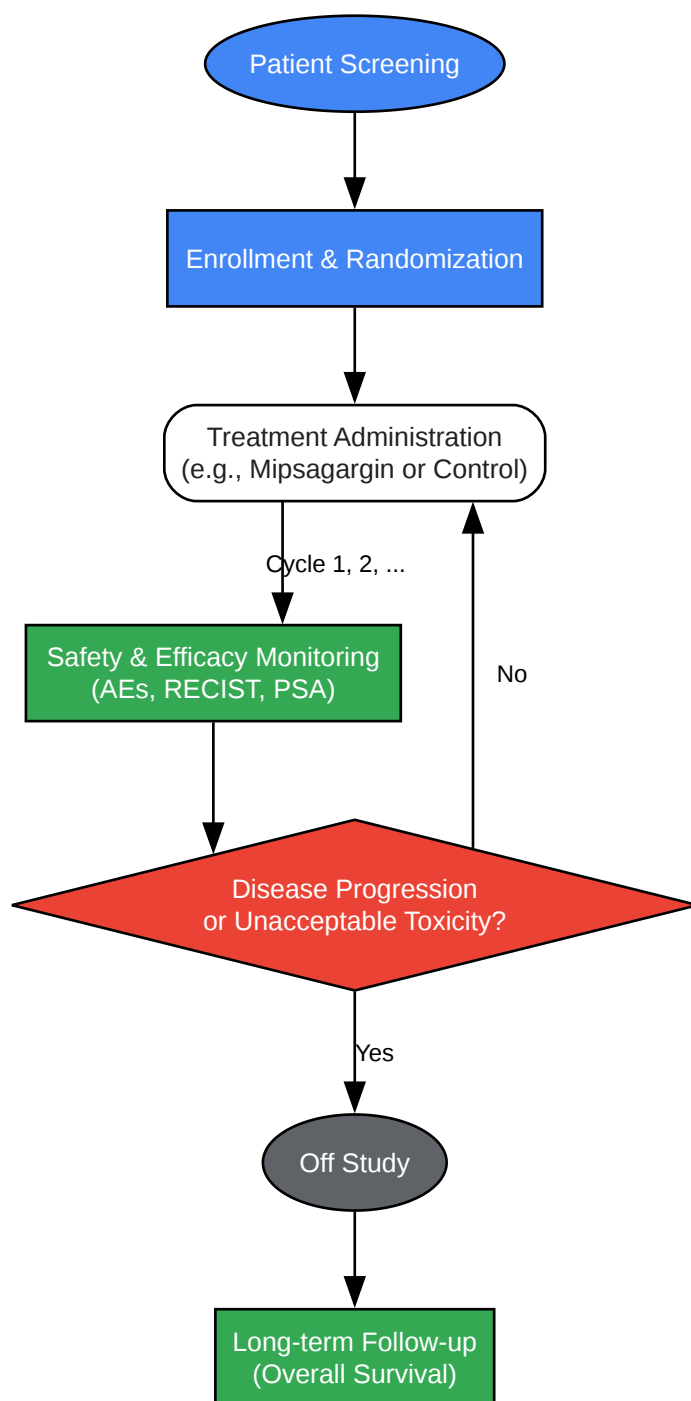 Patient Screening
Enrollment & Randomization
Treatment Administration
(e.g., Mipsagargin or Control)
Cycle 1, 2, ...
Safety & Efficacy Monitoring
(AEs, RECIST, PSA)
No
Disease Progression
or Unacceptable Toxicity?
Yes
Off Study
Long-term Follow-up
(Overall Survival)